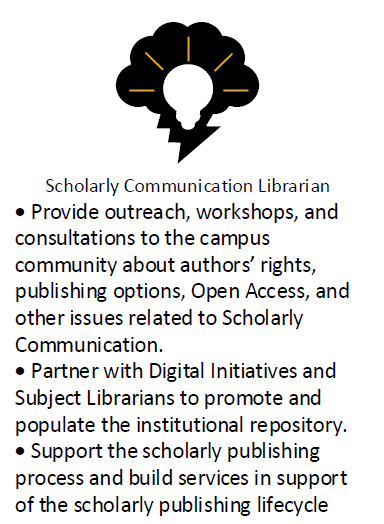 Scholarly Communication Librarian
• Provide outreach, workshops, and
consultations to the campus
community about authors’ rights,
publishing options, Open Access, and
other issues related to Scholarly
Communication.
• Partner with Digital Initiatives and
Subject Librarians to promote and
populate the institutional repository.
• Support the scholarly publishing
process and build services in support
of the scholarly publishing lifecycle